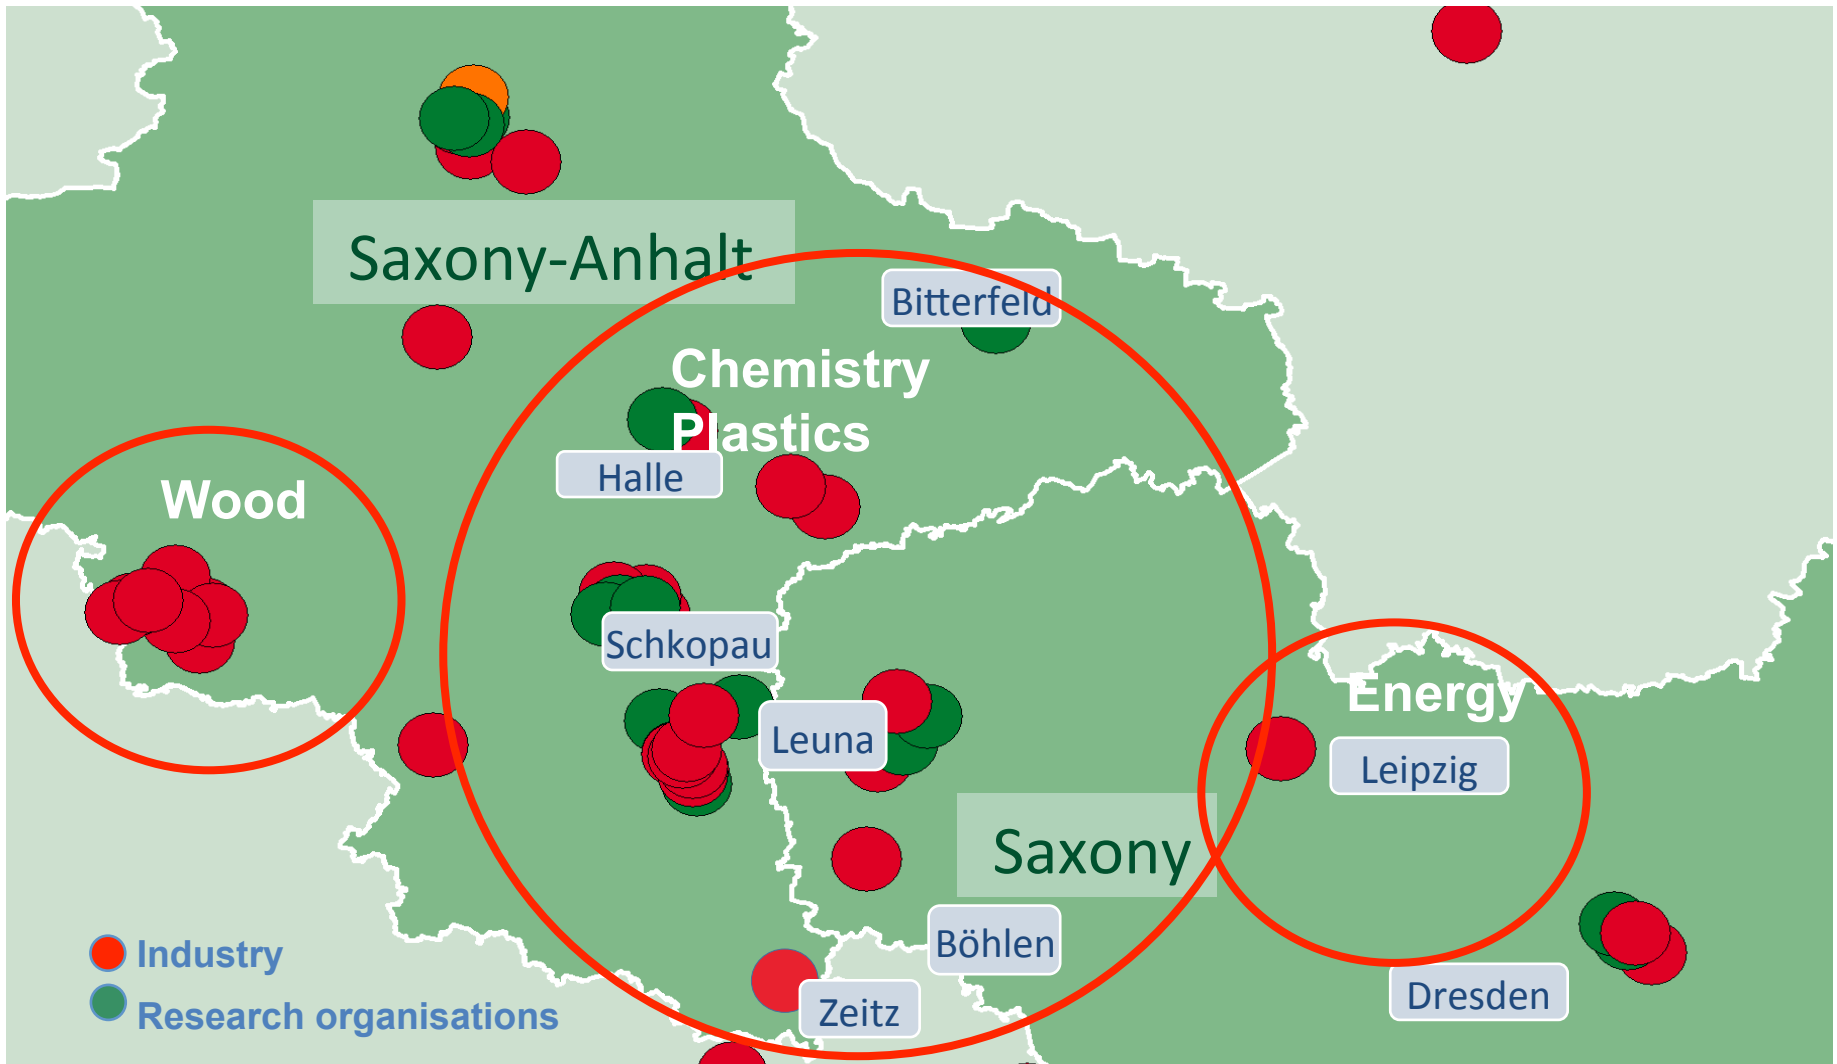 Saxony-Anhalt
Bitterfeld
Chemistry
Plastics
Halle
Wood
Schkopau
Energy
Leuna
Leipzig
Saxony
Böhlen
Industry
Dresden
Zeitz
Research organisations